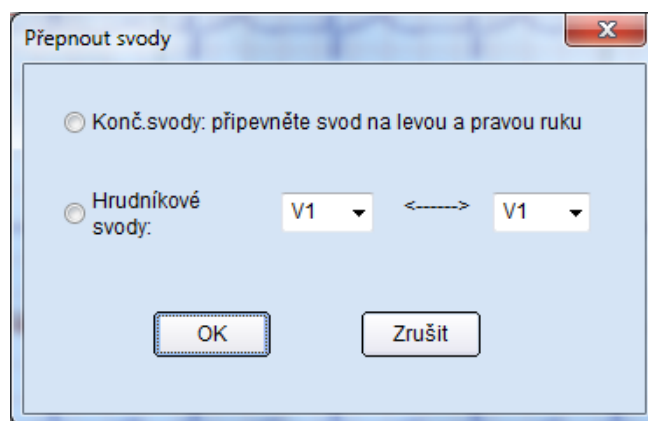 Přepnout svody
Konč.svody: připevněte svod na levou a pravou ruku
Hrudníkové
svody:
V1 <------> V1
OK Zrušit